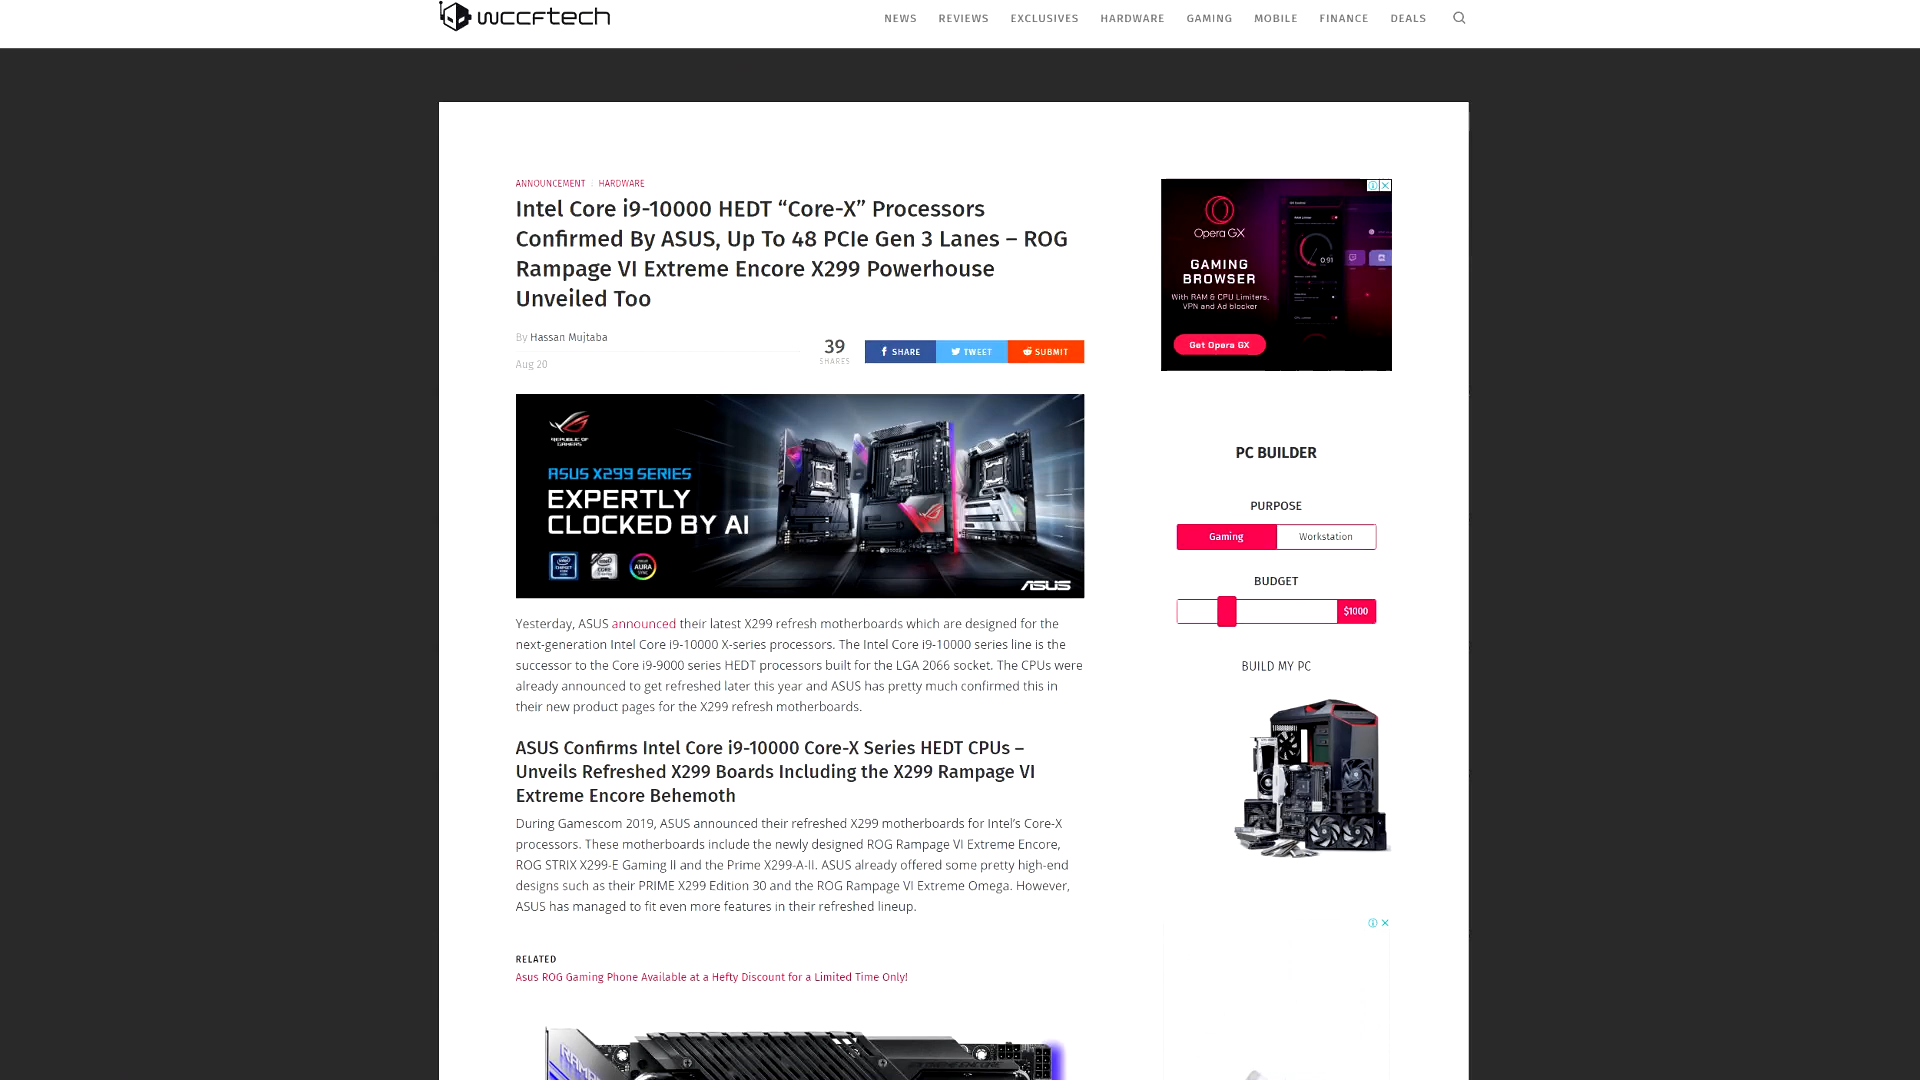 wccftech
NEWS REVIEWS EXCLUSIVES HARDWARE GAMING MOBILE FINANCE DEALS
ANNOUNCEMENT HARDWARE
Intel Core i9-10000 HEDT “Core-X” Processors
Confirmed By ASUS, Up To 48 PCIe Gen 3 Lanes – ROG
Rampage VI Extreme Encore X299 Powerhouse
Unveiled Too
By Hassan Mujtaba
Aug 20
39
SHARES
SHARE TWEET SUBMIT
REPUBLIC OF
GAMERS
ASUS X299 SERIES
EXPERTLY
CLOCKED BY AI
AURA
ASUS
Yesterday, ASUS announced their latest X299 refresh motherboards which are designed for the
next-generation Intel Core i9-10000 X-series processors. The Intel Core i9-10000 series line is the
successor to the Core i9-9000 series HEDT processors built for the LGA 2066 socket. The CPUs were
already announced to get refreshed later this year and ASUS has pretty much confirmed this in
their new product pages for the X299 refresh motherboards.
ASUS Confirms Intel Core i9-10000 Core-X Series HEDT CPUs –
Unveils Refreshed X299 Boards Including the X299 Rampage VI
Extreme Encore Behemoth
During Gamescom 2019, ASUS announced their refreshed X299 motherboards for Intel’s Core-X
processors. These motherboards include the newly designed ROG Rampage VI Extreme Encore,
ROG STRIX X299-E Gaming II and the Prime X299-A-II. ASUS already offered some pretty high-end
designs such as their PRIME X299 Edition 30 and the ROG Rampage VI Extreme Omega. However,
ASUS has managed to fit even more features in their refreshed lineup.
RELATED
Asus ROG Gaming Phone Available at a Hefty Discount for a Limited Time Only!
Opera GX
GAMING
BROWSER
With RAM & CPU Limiters,
VPN and Ad blocker
Get Opera GX
0.91
PC BUILDER
PURPOSE
Gaming Workstation
BUDGET
$1000
BUILD MY PC